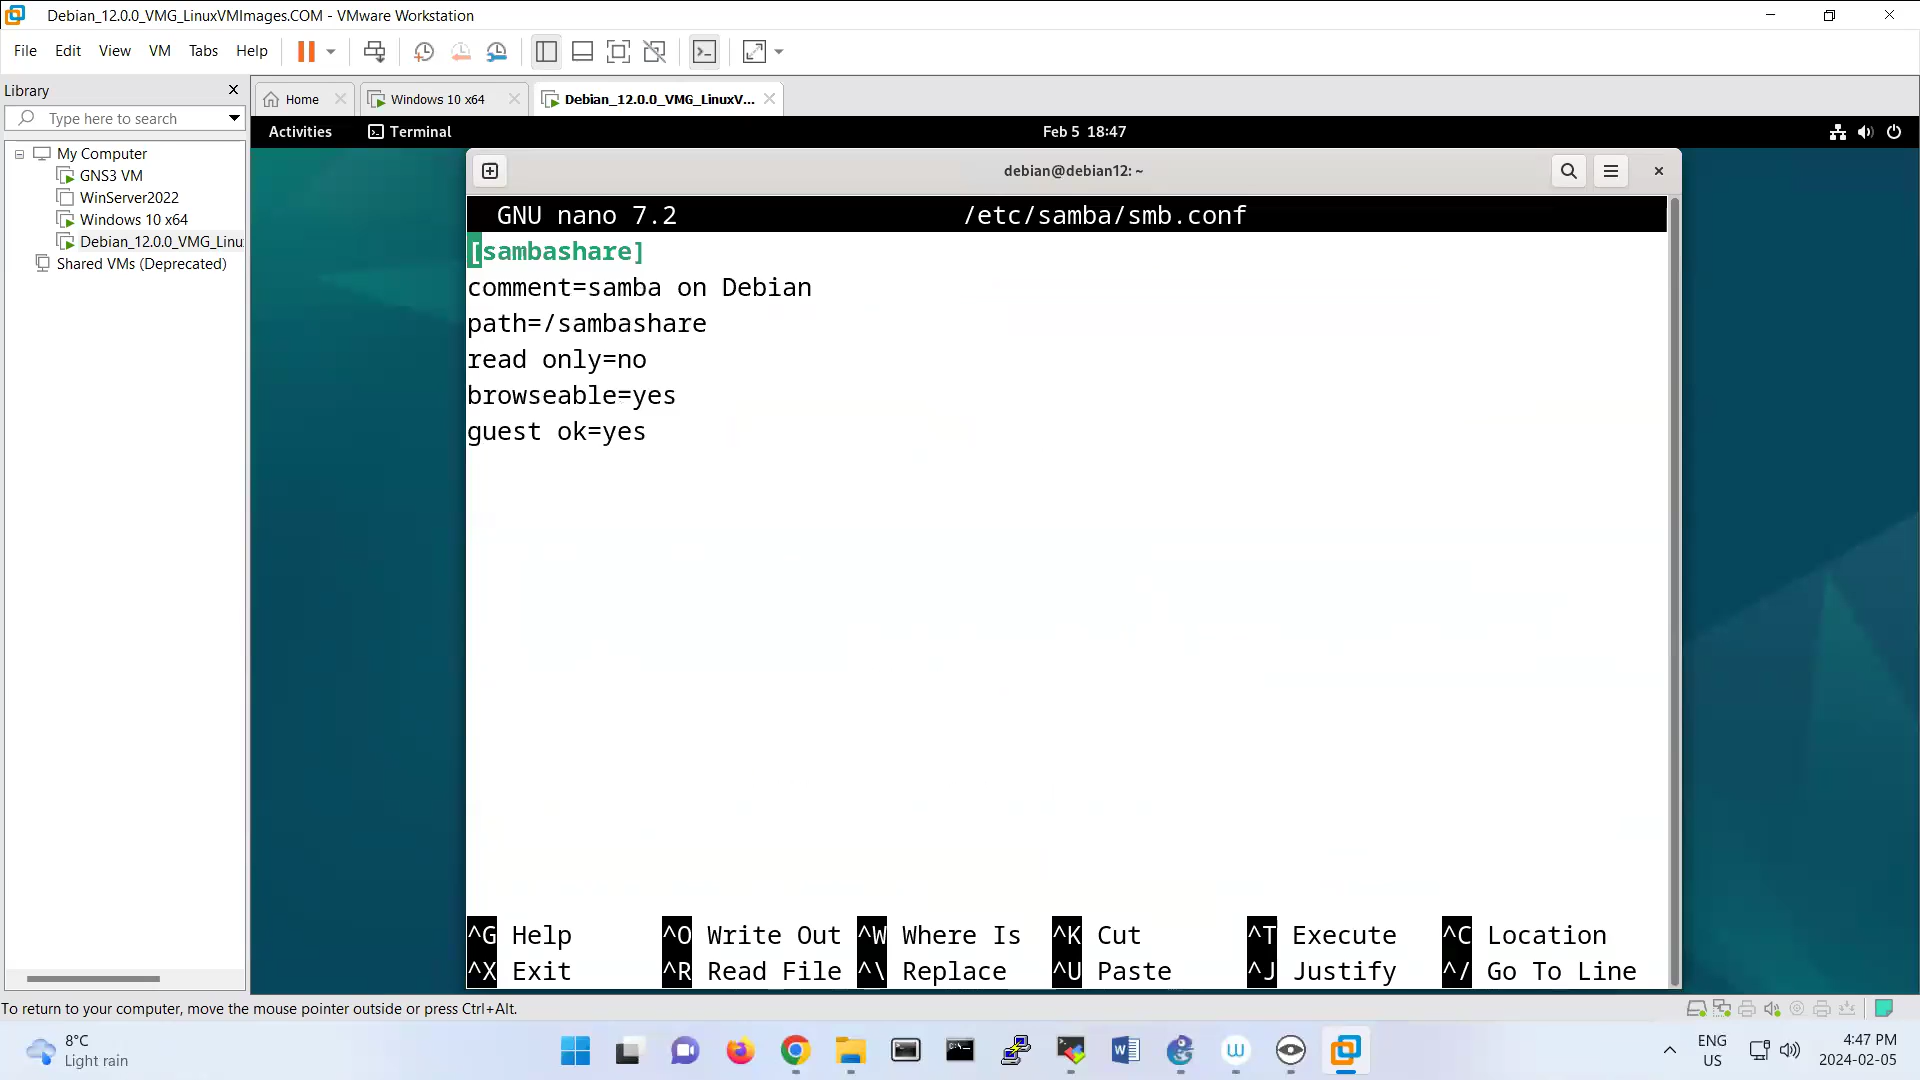 Debian_12.0.0_VMG_LinuxVMImages.COM - VMware Workstation
File Edit View VM Tabs Help
Library
Type here to search
My Computer
GNS3 VM
WinServer2022
Windows 10 x64
Debian_12.0.0_VMG_Linu
Shared VMs (Deprecated)
Home
Windows 10 x64
Debian_12.0.0_VMG_LinuxV...
Activities Terminal Feb 5 18:47
debian@debian12: ~
GNU nano 7.2 /etc/samba/smb.conf
[sambashare]
comment=samba on Debian
path=/sambashare
read only=no
browseable=yes
guest ok=yes
^G Help ^O Write Out ^W Where Is ^K Cut ^T Execute ^C Location
^X Exit ^R Read File ^\ Replace ^U Paste ^J Justify ^/ Go To Line
To return to your computer, move the mouse pointer outside or press Ctrl+Alt.
8°C
Light rain
ENG
US
4:47 PM
2024-02-05